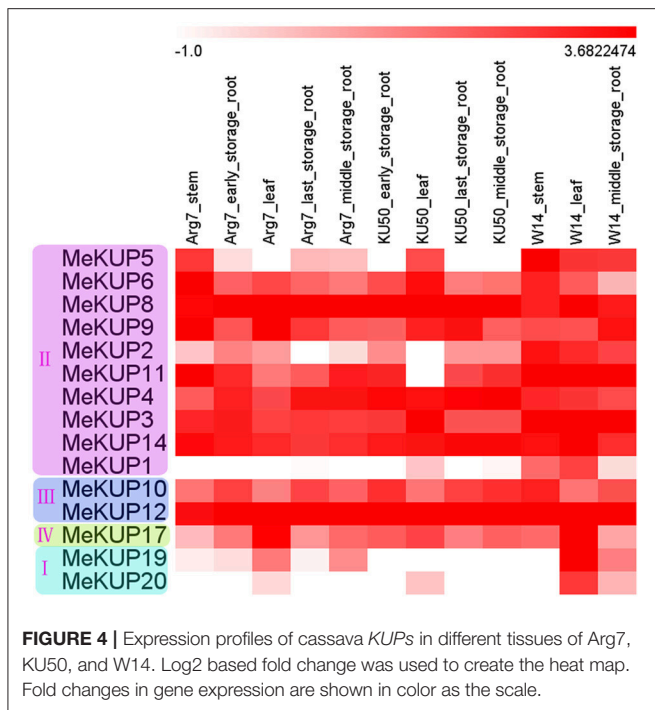 -1.0 3.6822474
Arg7_stem
Arg7_early_storage_root
Arg7_leaf
Arg7_last_storage_root
Arg7_middle_storage_root
KU50_early_storage_root
KU50_leaf
KU50_last_storage_root
KU50_middle_storage_root
W14_stem
W14_leaf
W14_middle_storage_root
MeKUP5
MeKUP6
MeKUP8
MeKUP9
II MeKUP2
MeKUP11
MeKUP4
MeKUP3
MeKUP14
MeKUP1
III MeKUP10
MeKUP12
IV MeKUP17
I MeKUP19
MeKUP20
FIGURE 4 | Expression profiles of cassava KUPs in different tissues of Arg7,
KU50, and W14. Log2 based fold change was used to create the heat map.
Fold changes in gene expression are shown in color as the scale.